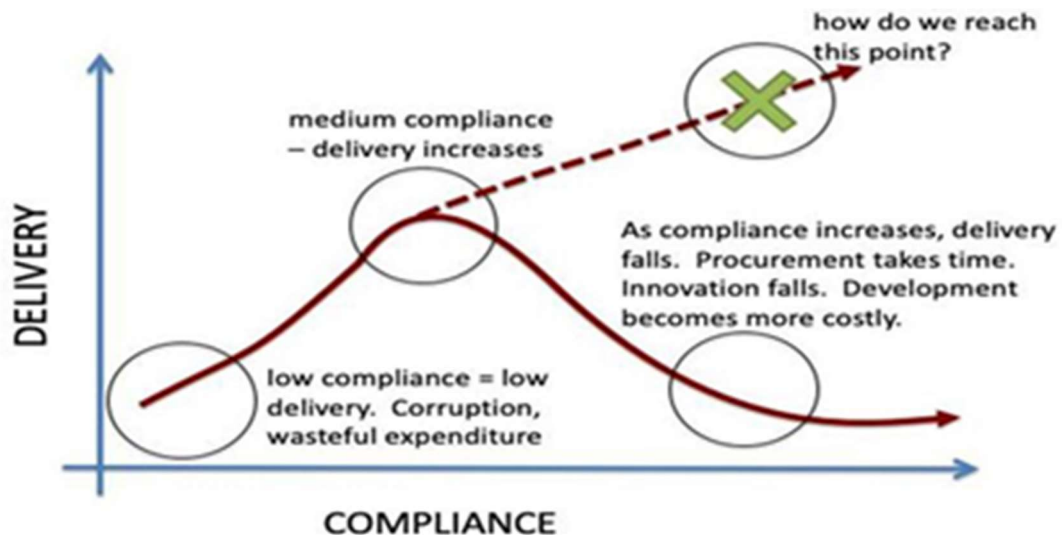 how do we reach
this point?
medium compliance
– delivery increases
As compliance increases, delivery
falls. Procurement takes time.
Innovation falls. Development
becomes more costly.
low compliance = low
delivery. Corruption,
wasteful expenditure
DELIVERY
COMPLIANCE